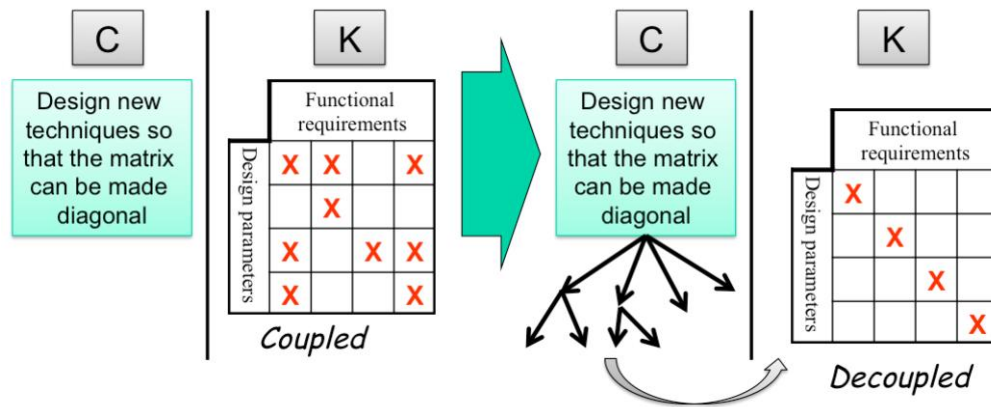 C
K
Design new
techniques so
that the matrix
can be made
diagonal
Functional
requirements
Design parameters
X X X
X
X X X
X X
Coupled
C
K
Design new
techniques so
that the matrix
can be made
diagonal
Functional
requirements
Design parameters
X
X
X
X
Decoupled